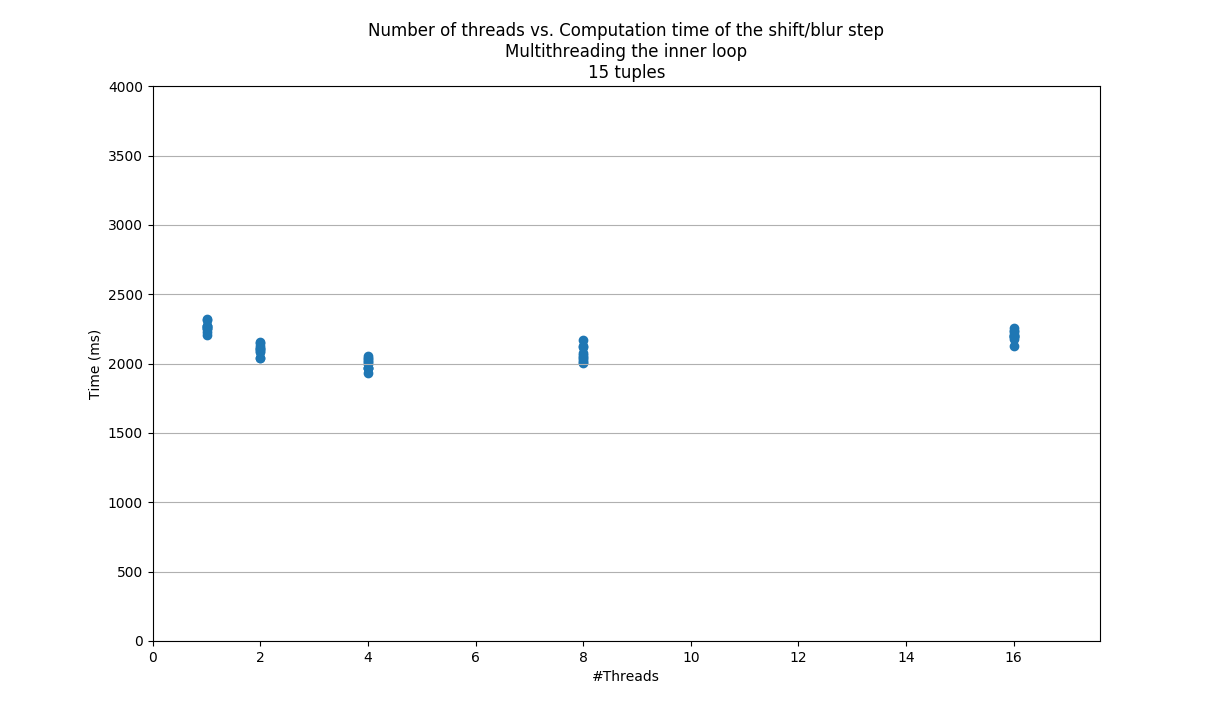 Number of threads vs. Computation time of the shift/blur step
Multithreading the inner loop
15 tuples
4000
3500
3000
2500
2000
1500
1000
500
0
Time (ms)
0 2 4 6 8 10 12 14 16
#Threads